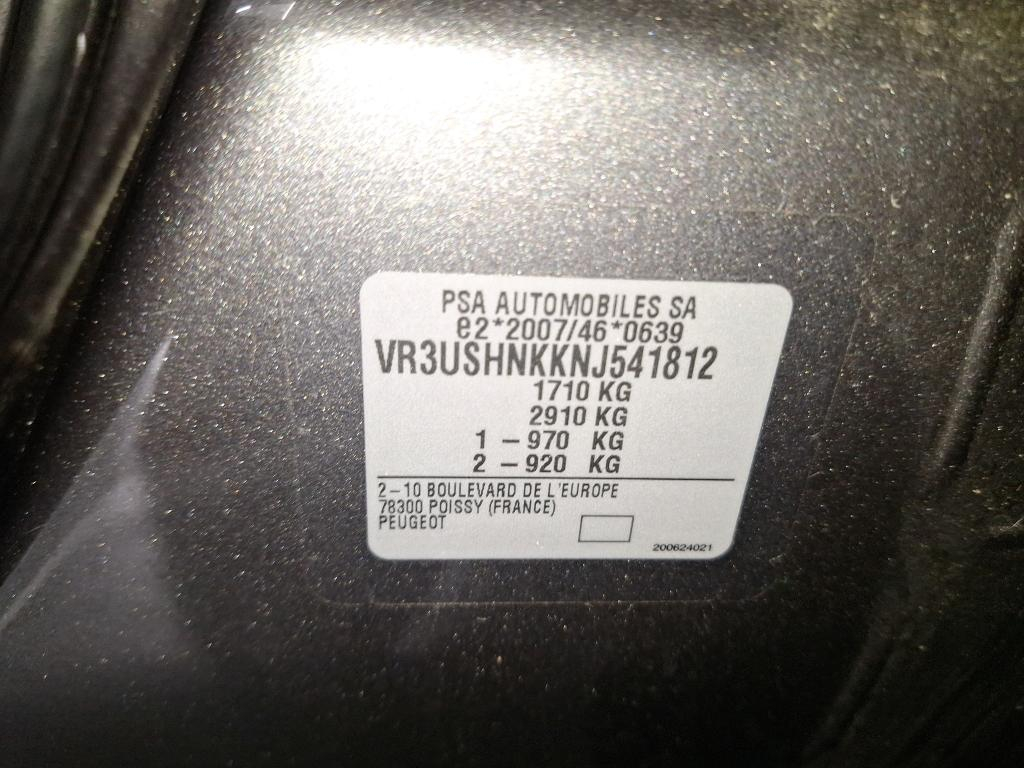 PSA AUTOMOBILES SA
e2*2007/46*0639
VR3USHNKKNJ541812
1710 KG
2910 KG
1 – 970 KG
2 – 920 KG
2–10 BOULEVARD DE L'EUROPE
78300 POISSY (FRANCE)
PEUGEOT
200624021